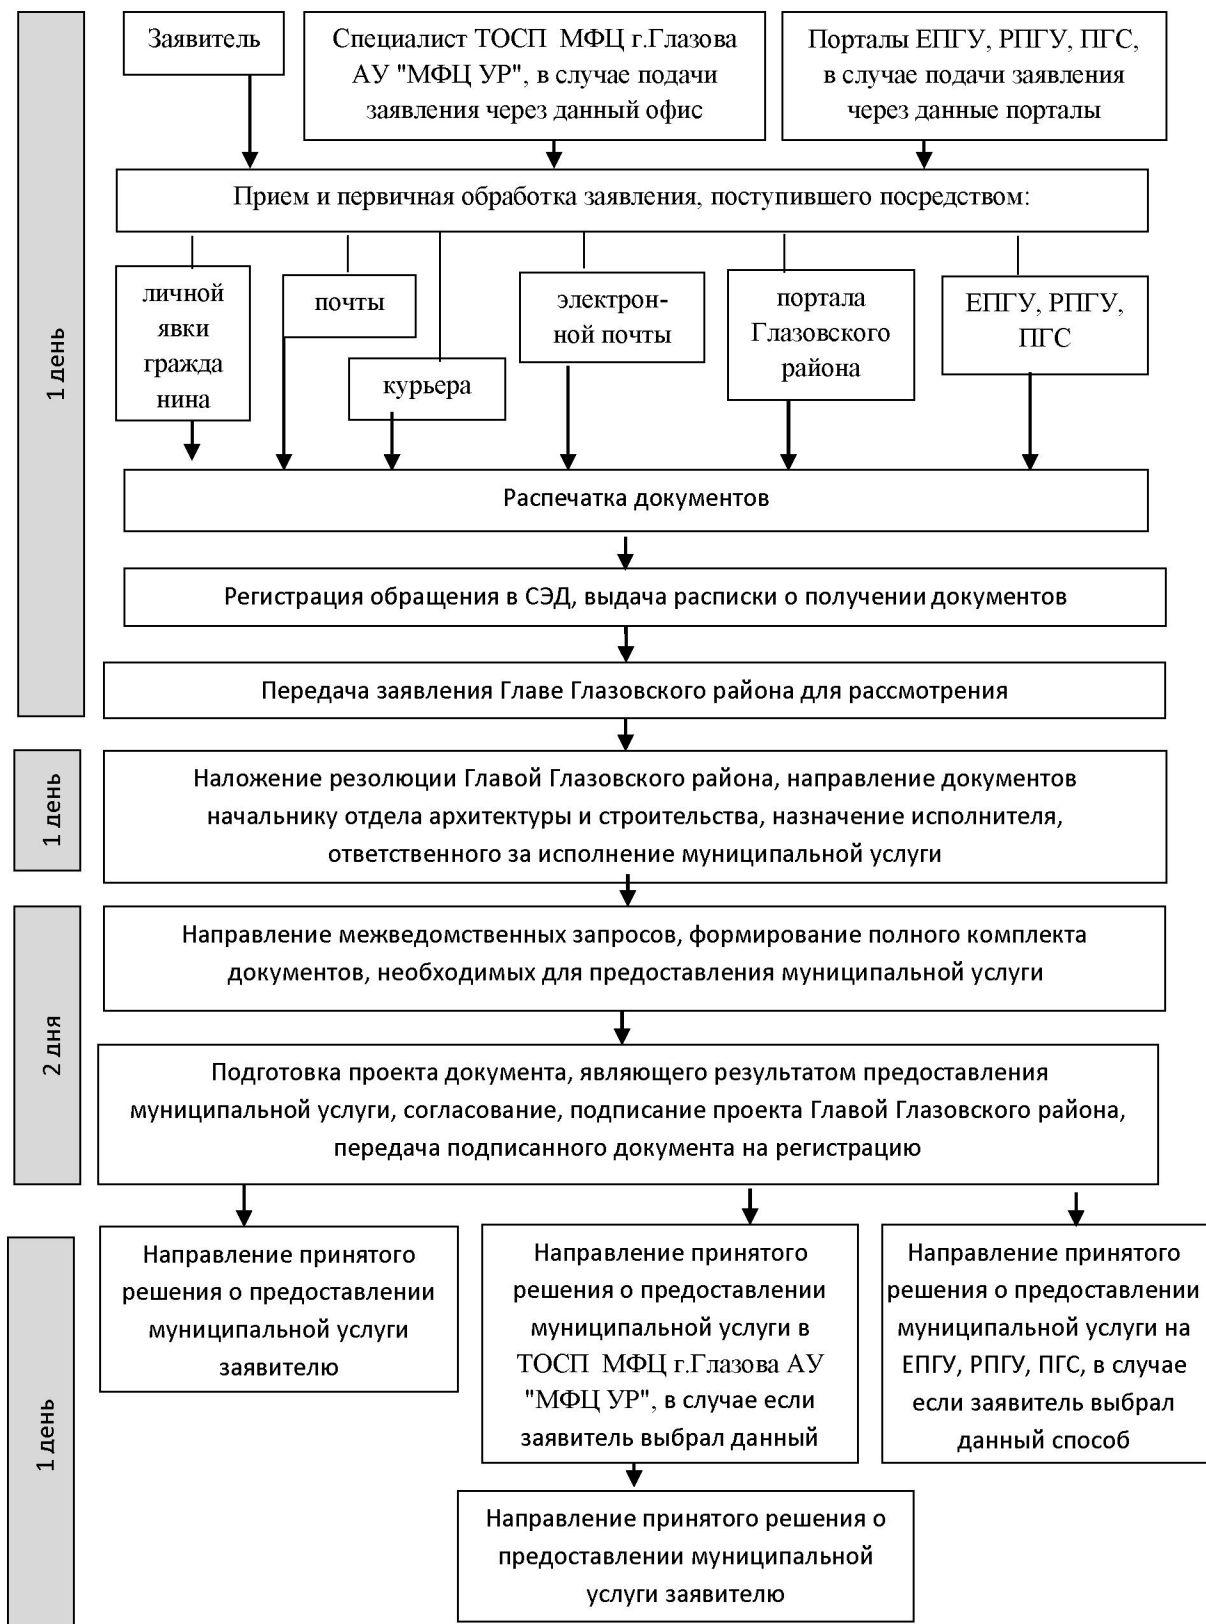 Заявитель
Специалист ТОСП МФЦ г.Глазова
АУ "МФЦ УР", в случае подачи
заявления через данный офис
Порталы ЕПГУ, РПГУ, ПГС,
в случае подачи заявления
через данные порталы
Прием и первичная обработка заявления, поступившего посредством:
личной
явки
гражда
нина
почты
курьера
электрон-
ной почты
портала
Глазовского
района
ЕПГУ, РПГУ,
ПГС
1 день
Распечатка документов
Регистрация обращения в СЭД, выдача расписки о получении документов
Передача заявления Главе Глазовского района для рассмотрения
1 день
Наложение резолюции Главой Глазовского района, направление документов
начальнику отдела архитектуры и строительства, назначение исполнителя,
ответственного за исполнение муниципальной услуги
2 дня
Направление межведомственных запросов, формирование полного комплекта
документов, необходимых для предоставления муниципальной услуги
Подготовка проекта документа, являющего результатом предоставления
муниципальной услуги, согласование, подписание проекта Главой Глазовского района,
передача подписанного документа на регистрацию
1 день
Направление принятого
решения о предоставлении
муниципальной услуги
заявителю
Направление принятого
решения о предоставлении
муниципальной услуги в
ТОСП МФЦ г.Глазова АУ
"МФЦ УР", в случае если
заявитель выбрал данный
Направление принятого
решения о предоставлении
муниципальной услуги на
ЕПГУ, РПГУ, ПГС, в случае
если заявитель выбрал
данный способ
Направление принятого решения о
предоставлении муниципальной
услуги заявителю